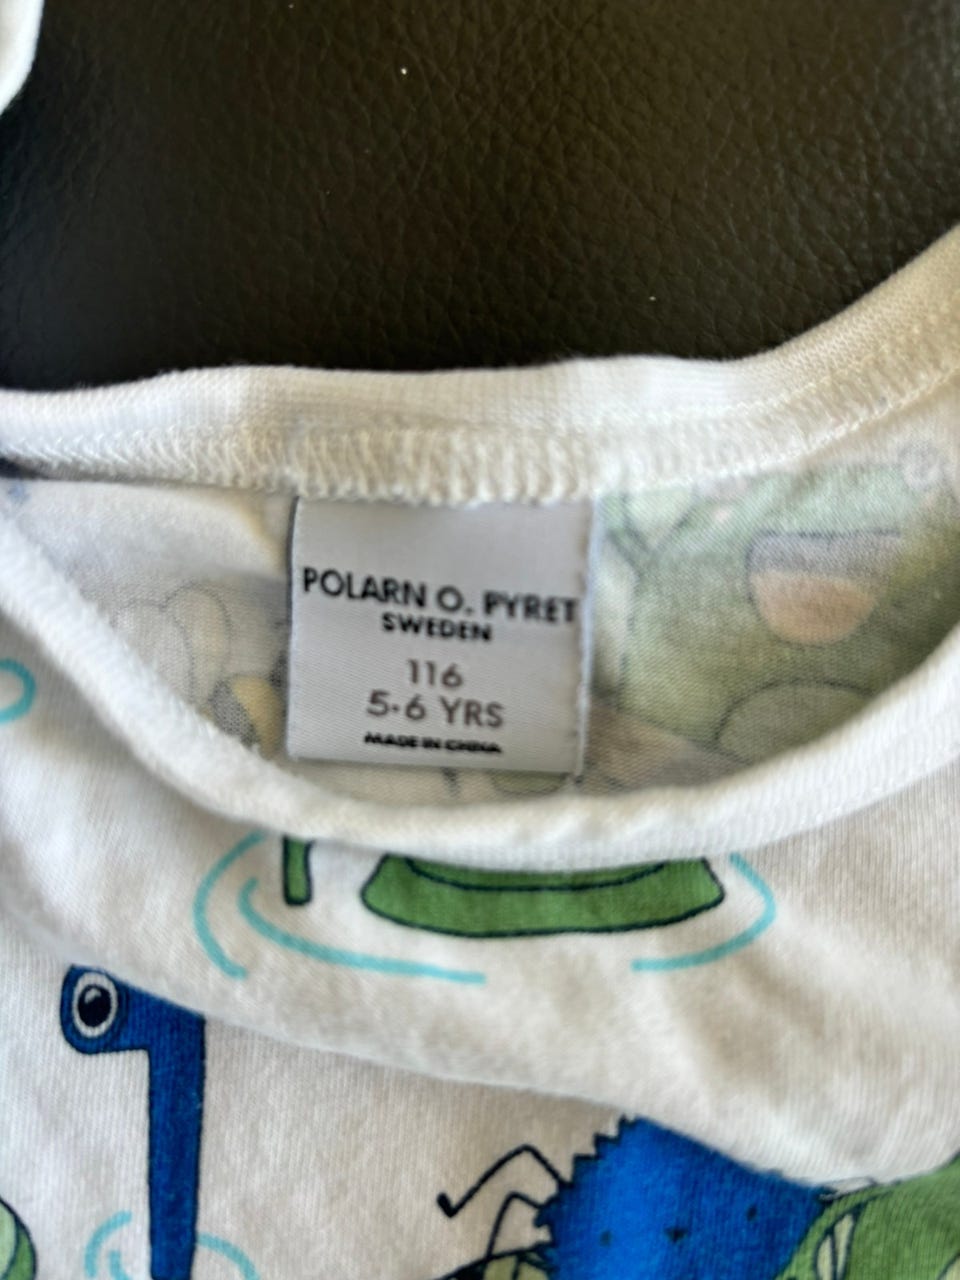 POLARN O. PYRET
SWEDEN
116
5-6 YRS
MADE IN CHINA